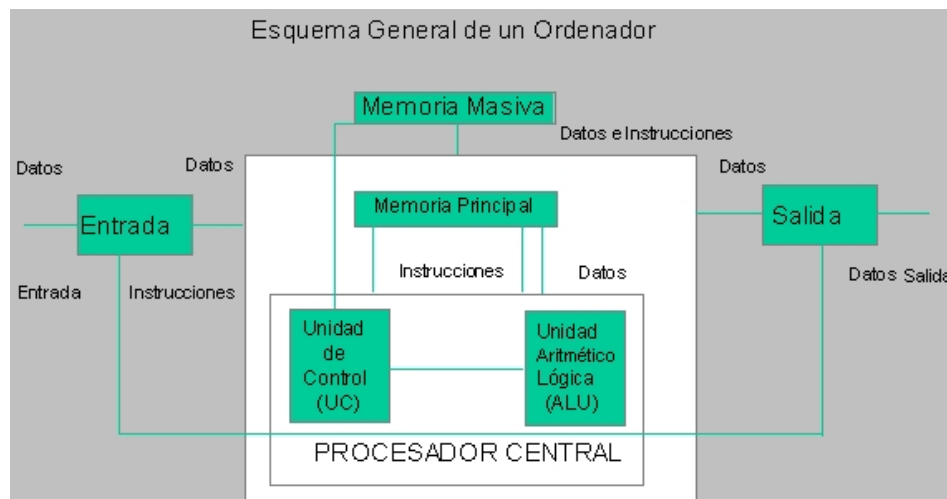 Esquema General de un Ordenador
Memoria Masiva
Datos e Instrucciones
Datos
Datos
Entrada
Entrada
Instrucciones
Memoria Principal
Instrucciones
Datos
Unidad
de
Control
(UC)
Unidad
Aritmético
Lógica
(ALU)
PROCESADOR CENTRAL
Datos
Salida
Datos Salida